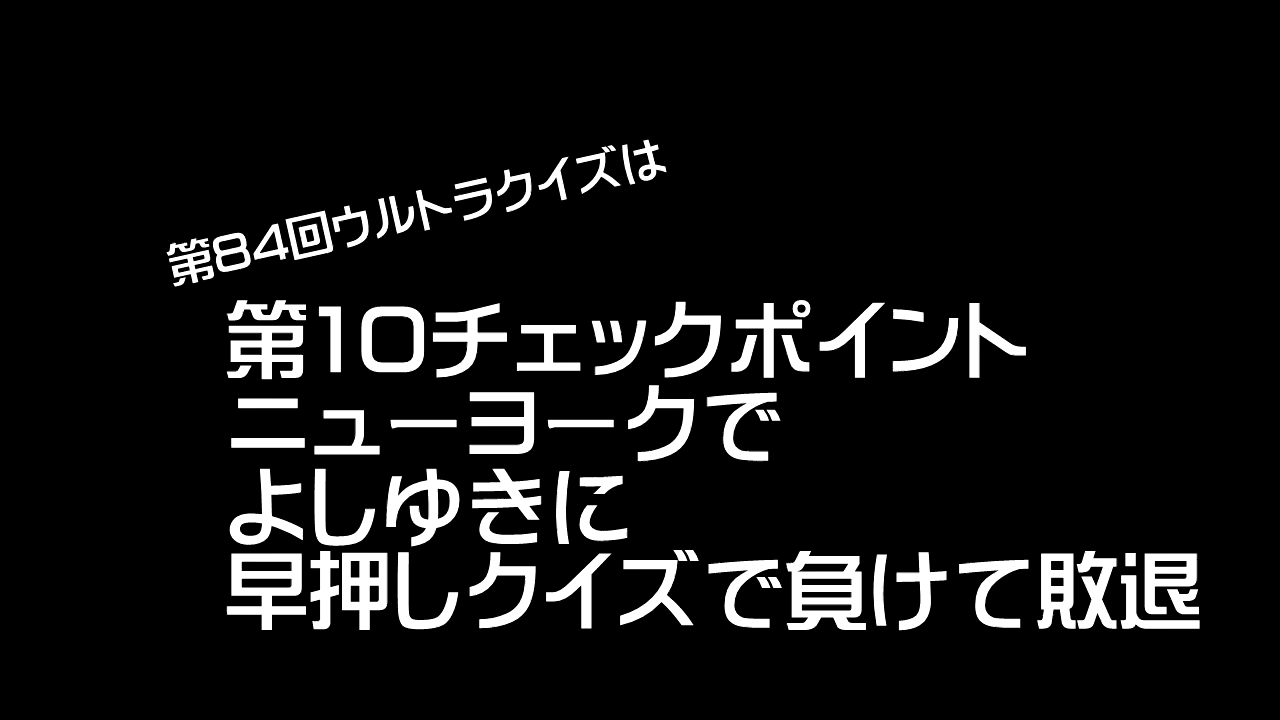 第84回ウルトラクイズは
第10チェックポイント
ニューヨークで
よしゆきに
早押しクイズで負けて敗退